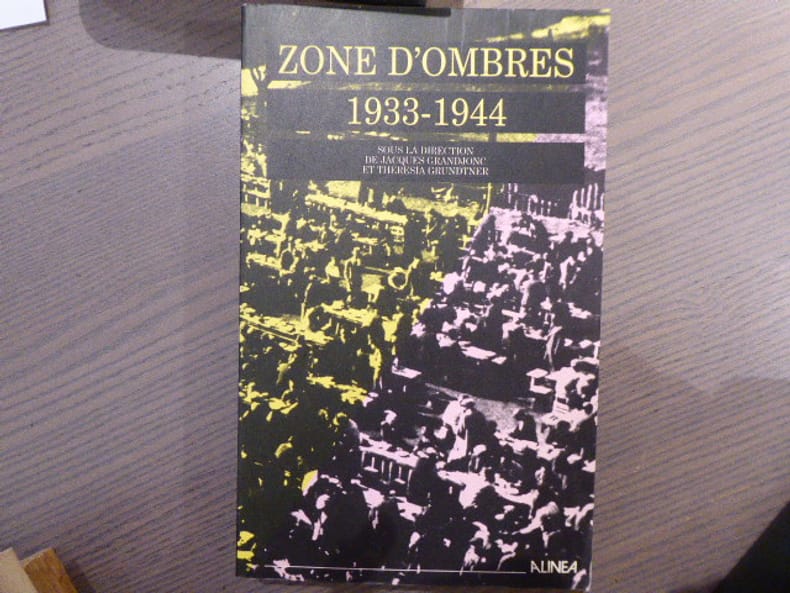 ZONE D'OMBRES
1933-1944
SOUS LA DIRECTION
DE JACQUES GRANDJONC
ET THERESIA GRUNDTNER
ALINEA